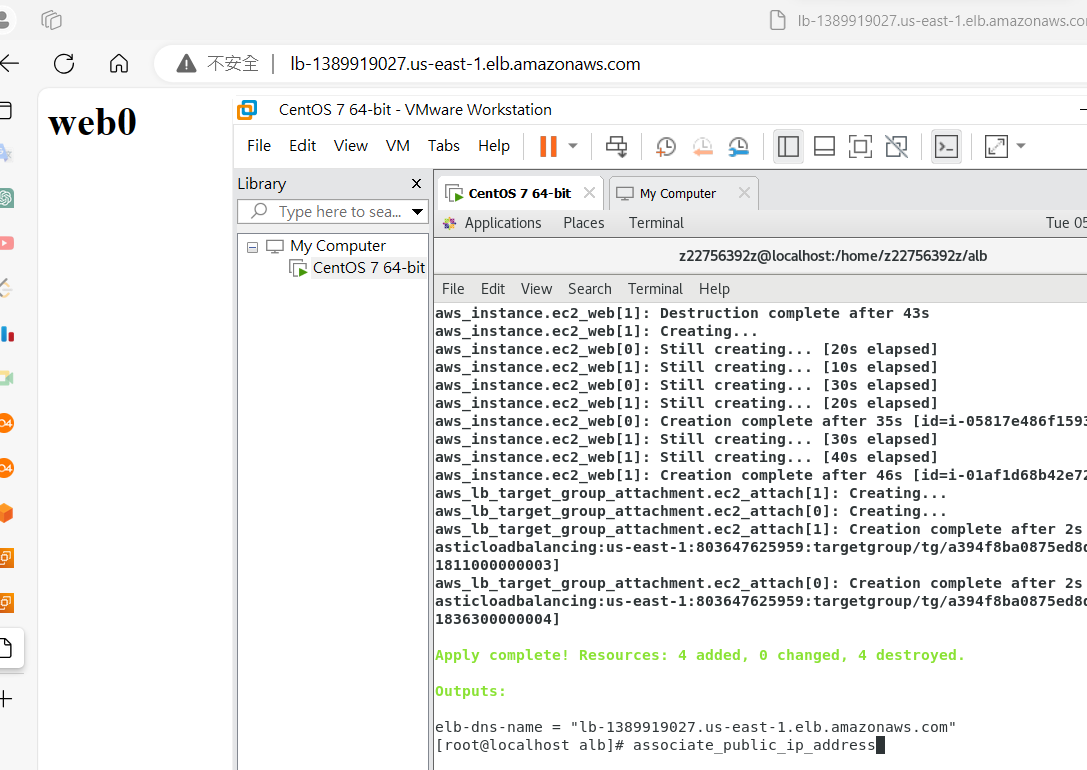 lb-1389919027.us-east-1.elb.amazonaws.co
不安全 | lb-1389919027.us-east-1.elb.amazonaws.com
web0
CentOS 7 64-bit - VMware Workstation
File Edit View VM Tabs Help
Library
Type here to sea...
My Computer
CentOS 7 64-bit
CentOS 7 64-bit
My Computer
Applications Places Terminal
Tue 05
z22756392z@localhost:/home/z22756392z/alb
File Edit View Search Terminal Help
aws_instance.ec2_web[1]: Destruction complete after 43s
aws_instance.ec2_web[1]: Creating...
aws_instance.ec2_web[0]: Still creating... [20s elapsed]
aws_instance.ec2_web[1]: Still creating... [10s elapsed]
aws_instance.ec2_web[0]: Still creating... [30s elapsed]
aws_instance.ec2_web[1]: Still creating... [20s elapsed]
aws_instance.ec2_web[0]: Creation complete after 35s [id=i-05817e486f1593
aws_instance.ec2_web[1]: Still creating... [30s elapsed]
aws_instance.ec2_web[1]: Still creating... [40s elapsed]
aws_instance.ec2_web[1]: Creation complete after 46s [id=i-01af1d68b42e72
aws_lb_target_group_attachment.ec2_attach[1]: Creating...
aws_lb_target_group_attachment.ec2_attach[0]: Creating...
aws_lb_target_group_attachment.ec2_attach[1]: Creation complete after 2s
asticloadbalancing:us-east-1:803647625959:targetgroup/tg/a394f8ba0875ed8d
1811000000003]
aws_lb_target_group_attachment.ec2_attach[0]: Creation complete after 2s
asticloadbalancing:us-east-1:803647625959:targetgroup/tg/a394f8ba0875ed8d
1836300000004]
Apply complete! Resources: 4 added, 0 changed, 4 destroyed.
Outputs:
elb-dns-name = "lb-1389919027.us-east-1.elb.amazonaws.com"
[root@localhost alb]# associate_public_ip_address